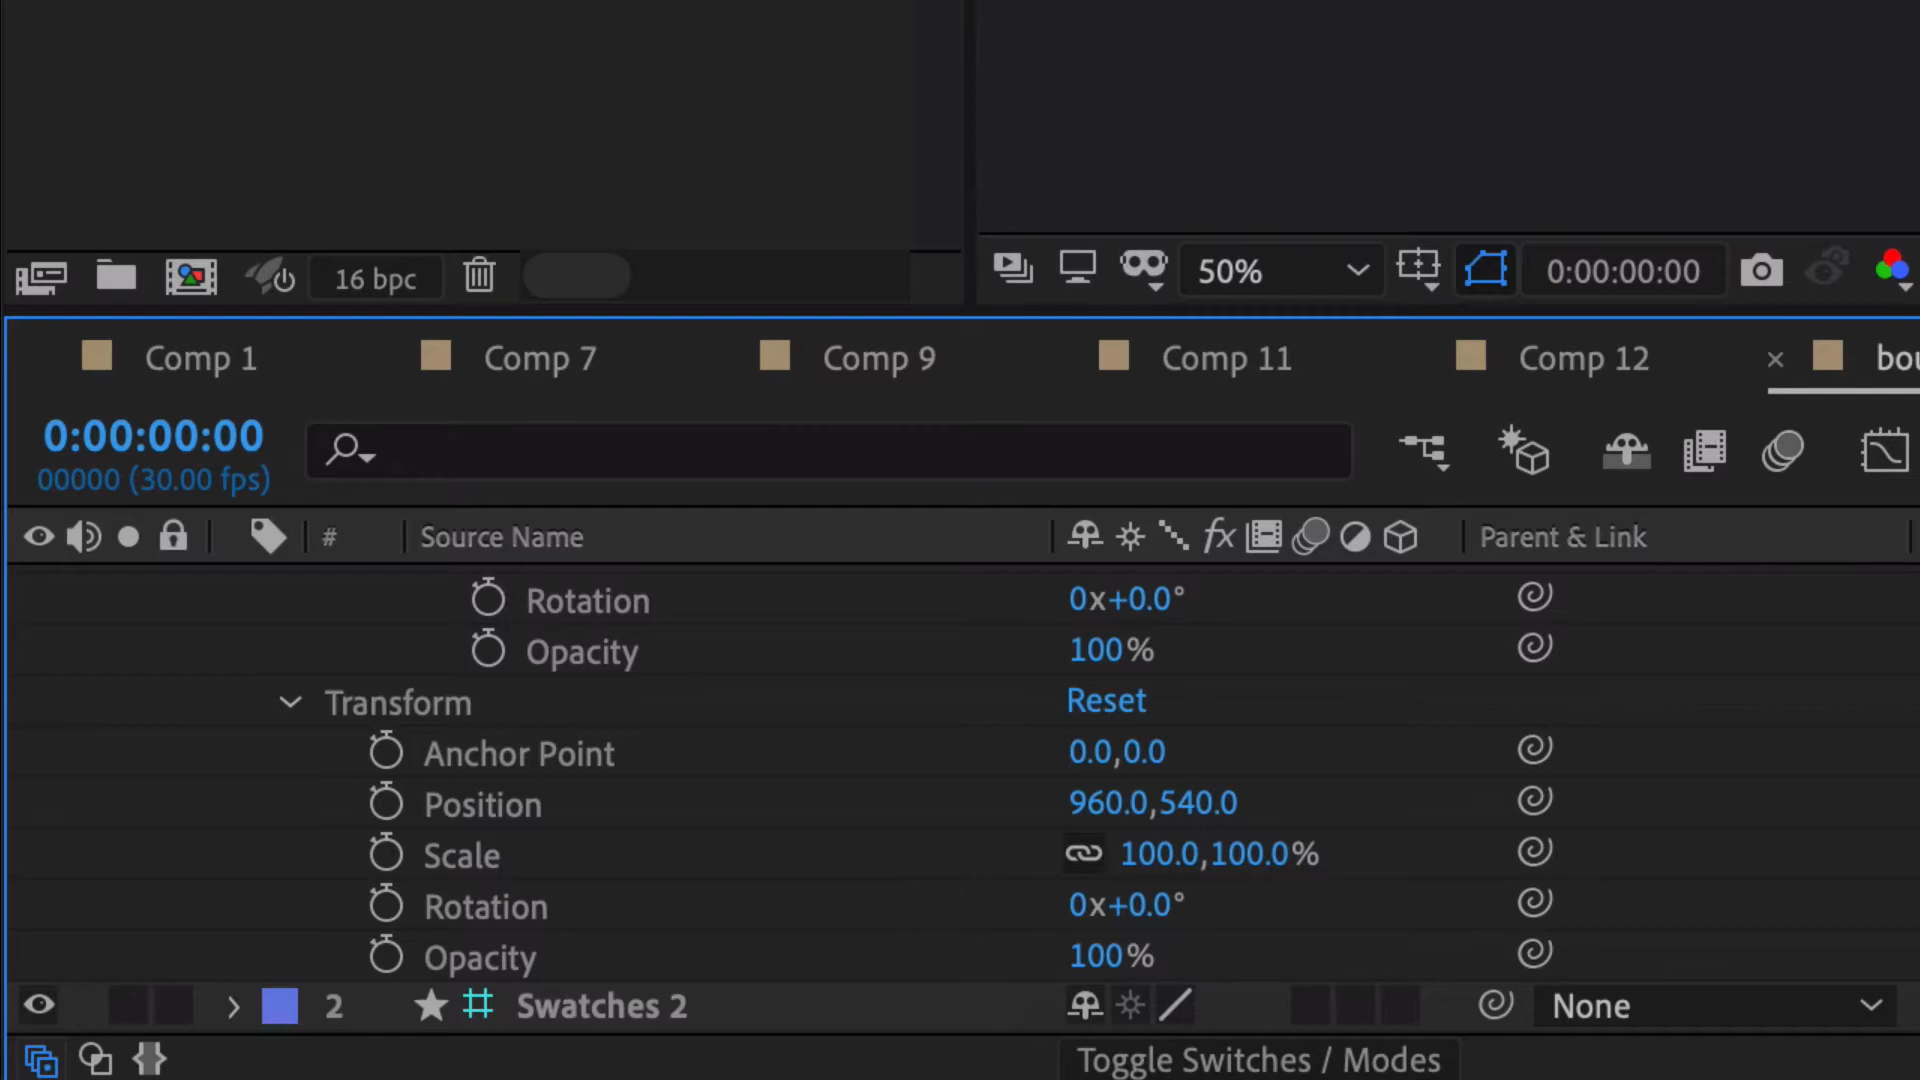 16 bpc
50%
0:00:00:00
Comp 1
Comp 7
Comp 9
Comp 11
Comp 12
bou
0:00:00:00
00000 (30.00 fps)
# Source Name
fx
Parent & Link
Rotation 0x+0.0°
Opacity 100%
Transform Reset
Anchor Point 0.0,0.0
Position 960.0,540.0
Scale 100.0,100.0%
Rotation 0x+0.0°
Opacity 100%
2 Swatches 2 None
Toggle Switches / Modes